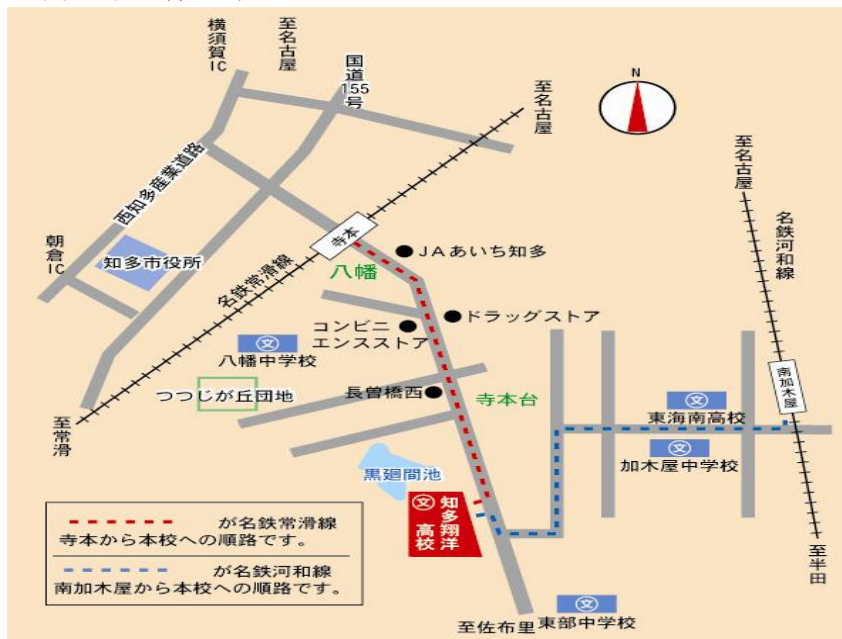 横須賀IC
至名古屋
国道155号
至名古屋
N
至名古屋
名鉄河和線
西知多産業道路
朝倉IC
知多市役所
寺本
JAあいち知多
八幡
名鉄常滑線
ドラッグストア
コンビニ
エンスストア
文
八幡中学校
つつじが丘団地
長曽橋西
寺本台
南加木屋
文
東海南高校
文
加木屋中学校
至常滑
黒廻間池
文
知多翔洋
高校
が名鉄常滑線
寺本から本校への順路です。
が名鉄河和線
南加木屋から本校への順路です。
至半田
文
至佐布里
東部中学校